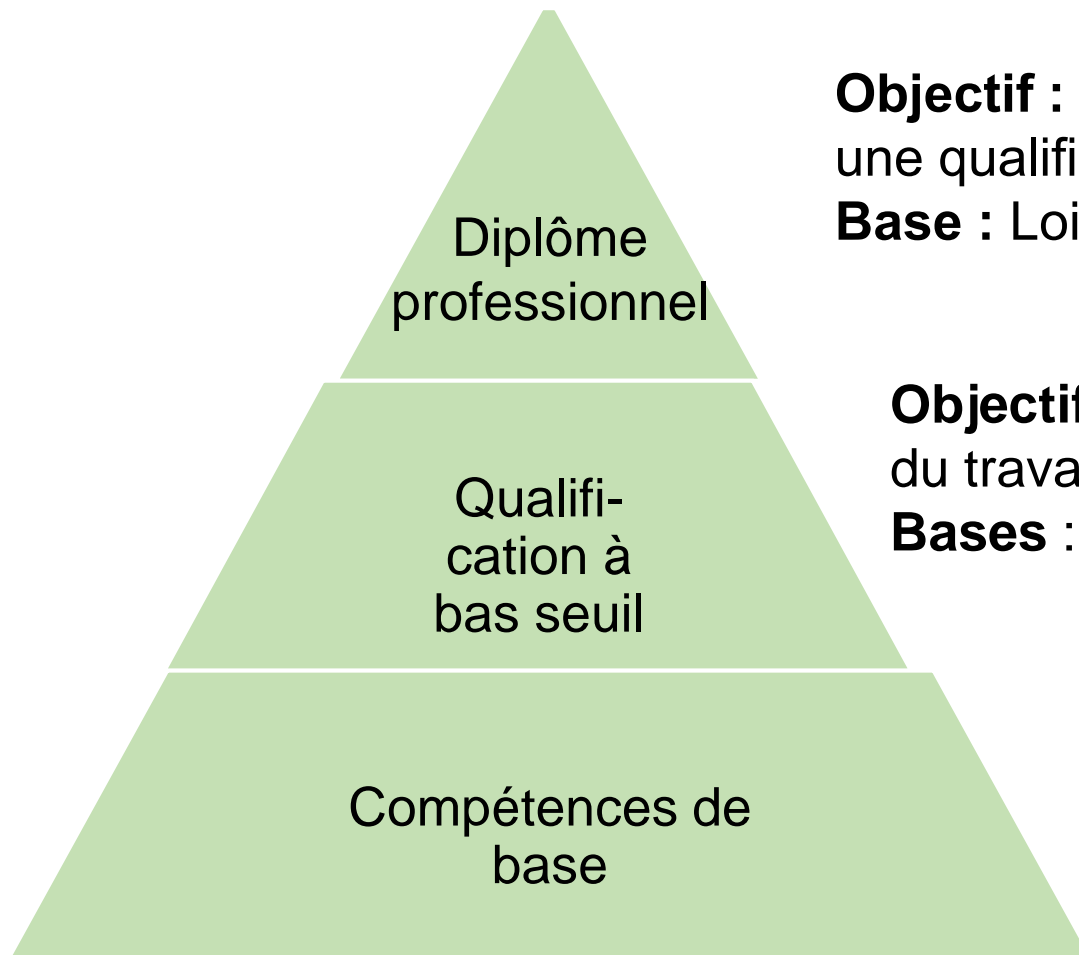 Objectif :
une qualifi
Base : Loi
Diplôme
professionnel
Objectif
du trava
Bases :
Qualifi-
cation à
bas seuil
Compétences de
base